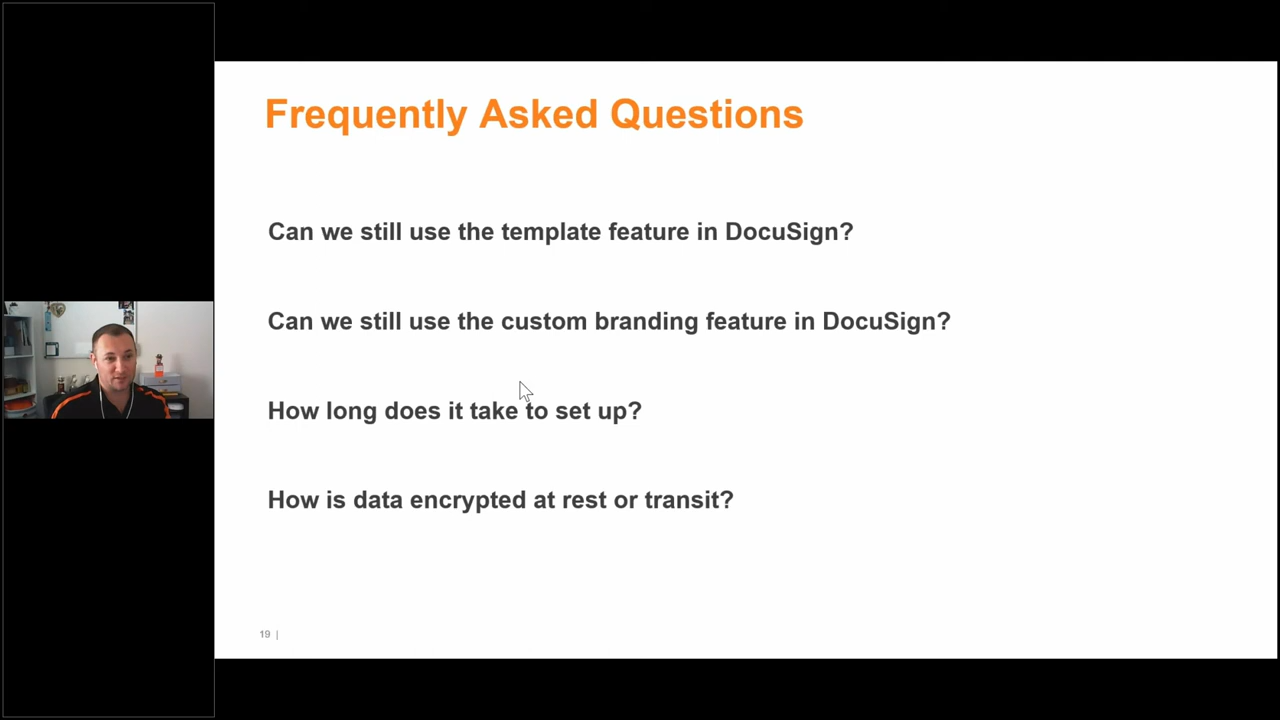 Frequently Asked Questions
Can we still use the template feature in DocuSign?
Can we still use the custom branding feature in DocuSign?
How long does it take to set up?
How is data encrypted at rest or transit?
19 |